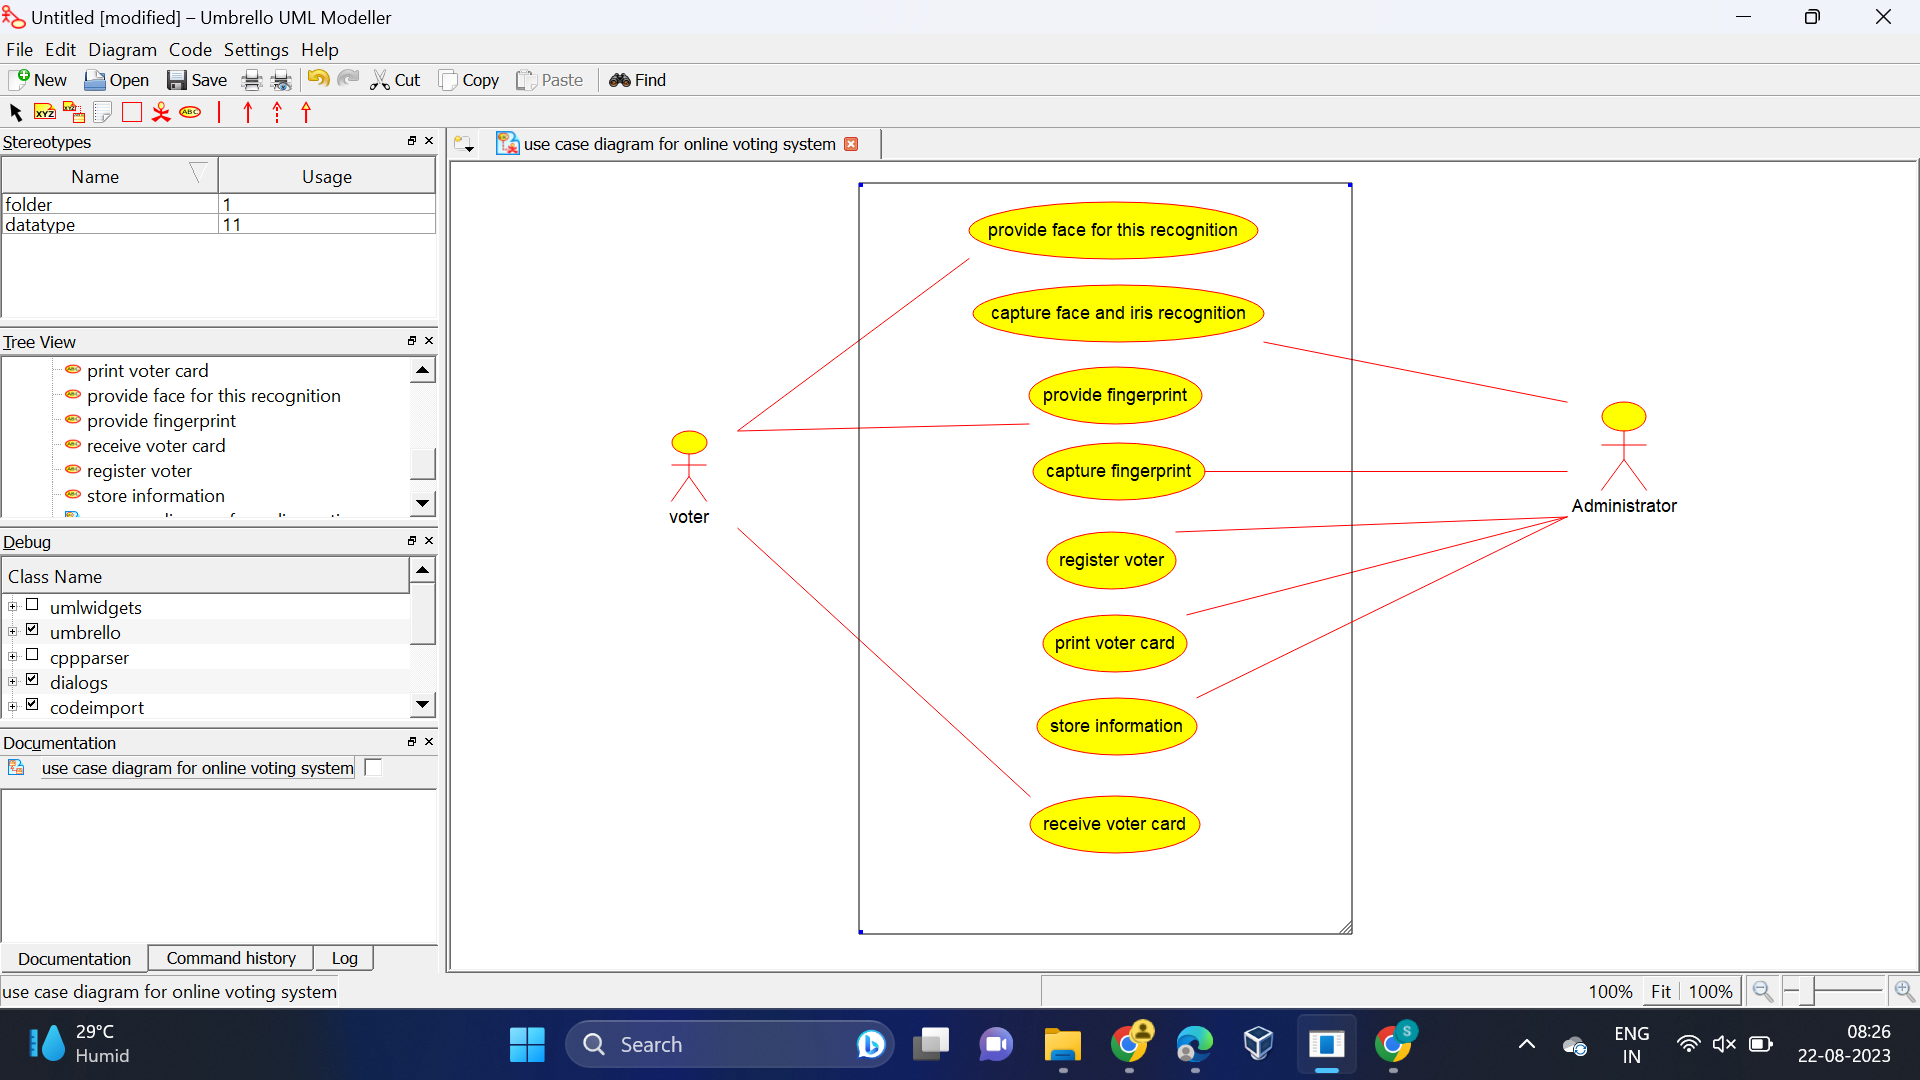 Untitled [modified] – Umbrello UML Modeller
File Edit Diagram Code Settings Help
New Open Save Cut Copy Paste Find
XYZ XYZ ABC
Stereotypes
Name Usage
folder 1
datatype 11
Tree View
print voter card
provide face for this recognition
provide fingerprint
receive voter card
register voter
store information
Debug
Class Name
umlwidgets
umbrello
cppparser
dialogs
codeimport
Documentation
use case diagram for online voting system
Documentation Command history Log
use case diagram for online voting system
use case diagram for online voting system
provide face for this recognition
capture face and iris recognition
provide fingerprint
capture fingerprint
register voter
print voter card
store information
receive voter card
voter
Administrator
100% Fit 100%
29°C
Humid
Search
S
ENG
IN
08:26
22-08-2023